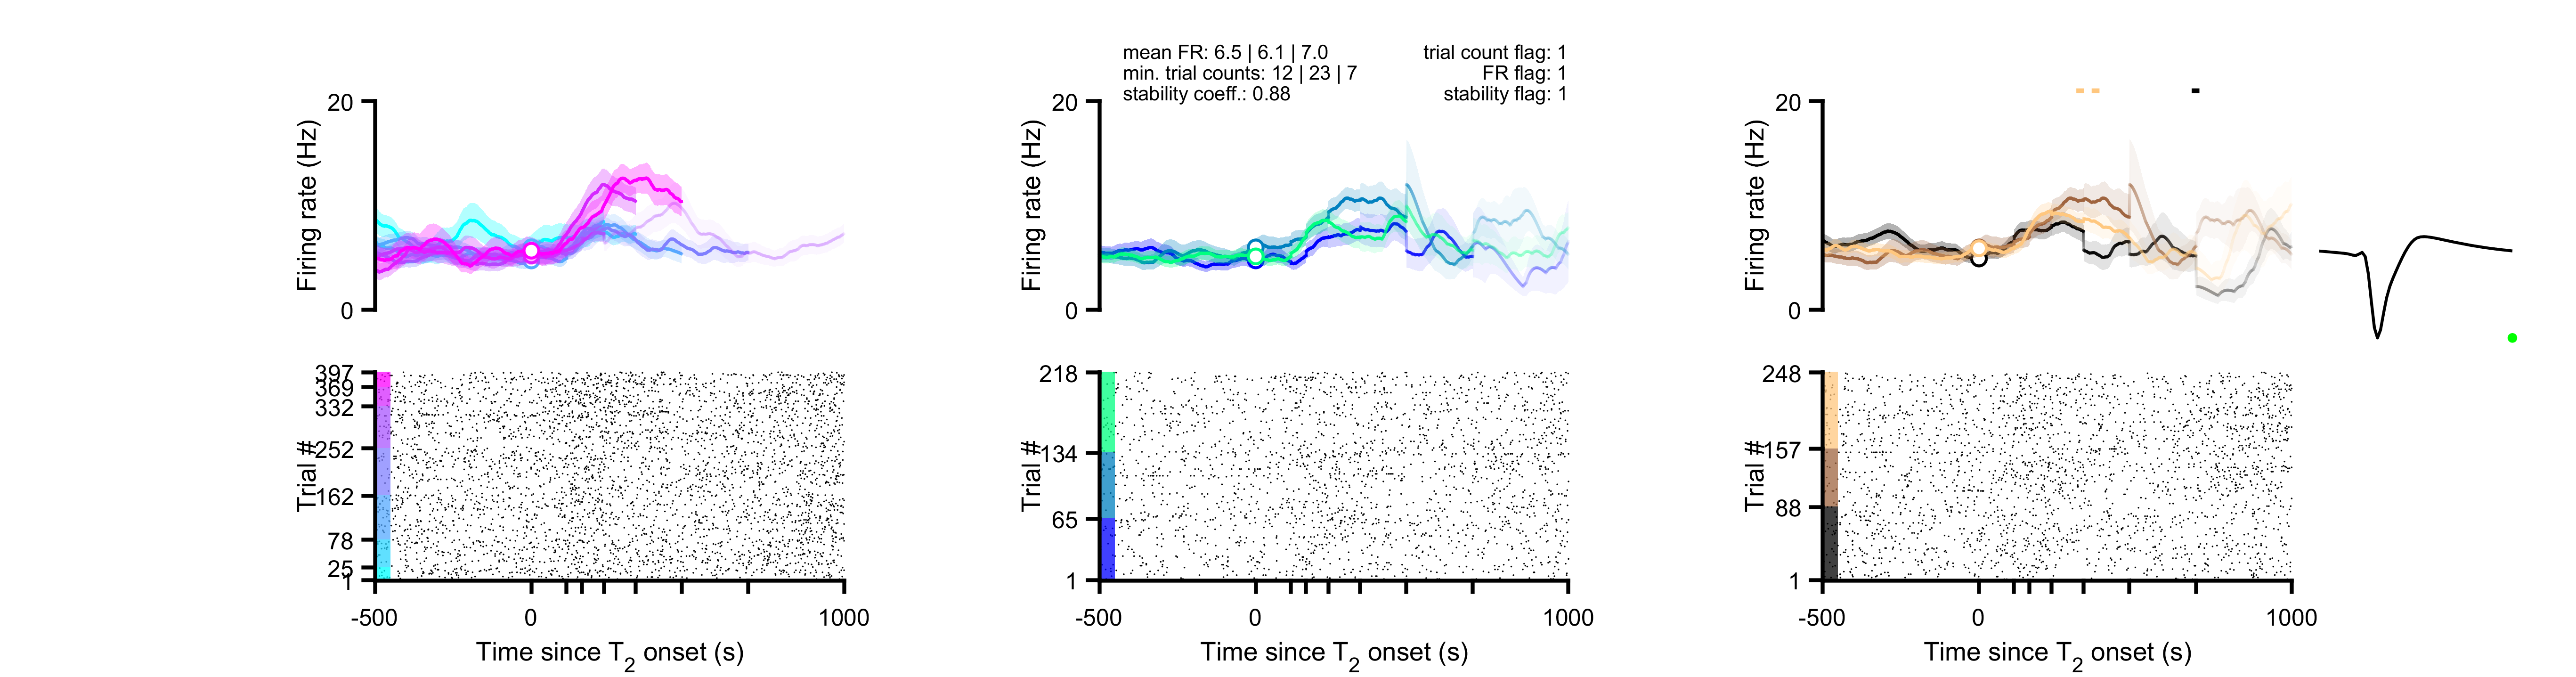 mean FR: 6.5 | 6.1 | 7.0
min. trial counts: 12 | 23 | 7
stability coeff.: 0.88
trial count flag: 1
FR flag: 1
stability flag: 1
20
Firing rate (Hz)
0
20
Firing rate (Hz)
0
20
Firing rate (Hz)
0
397
369
332
252
162
78
25
1
Trial #
-500
0
1000
Time since T2 onset (s)
218
134
65
1
Trial #
-500
0
1000
Time since T2 onset (s)
248
157
88
1
Trial #
-500
0
1000
Time since T2 onset (s)